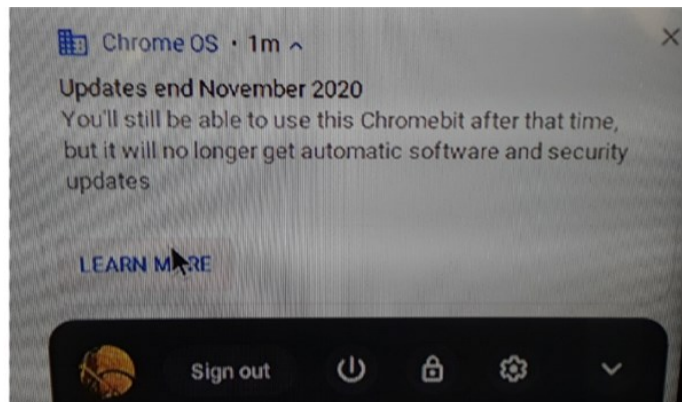 Chrome OS • 1m
Updates end November 2020
You'll still be able to use this Chromebit after that time,
but it will no longer get automatic software and security
updates
LEARN MORE
Sign out